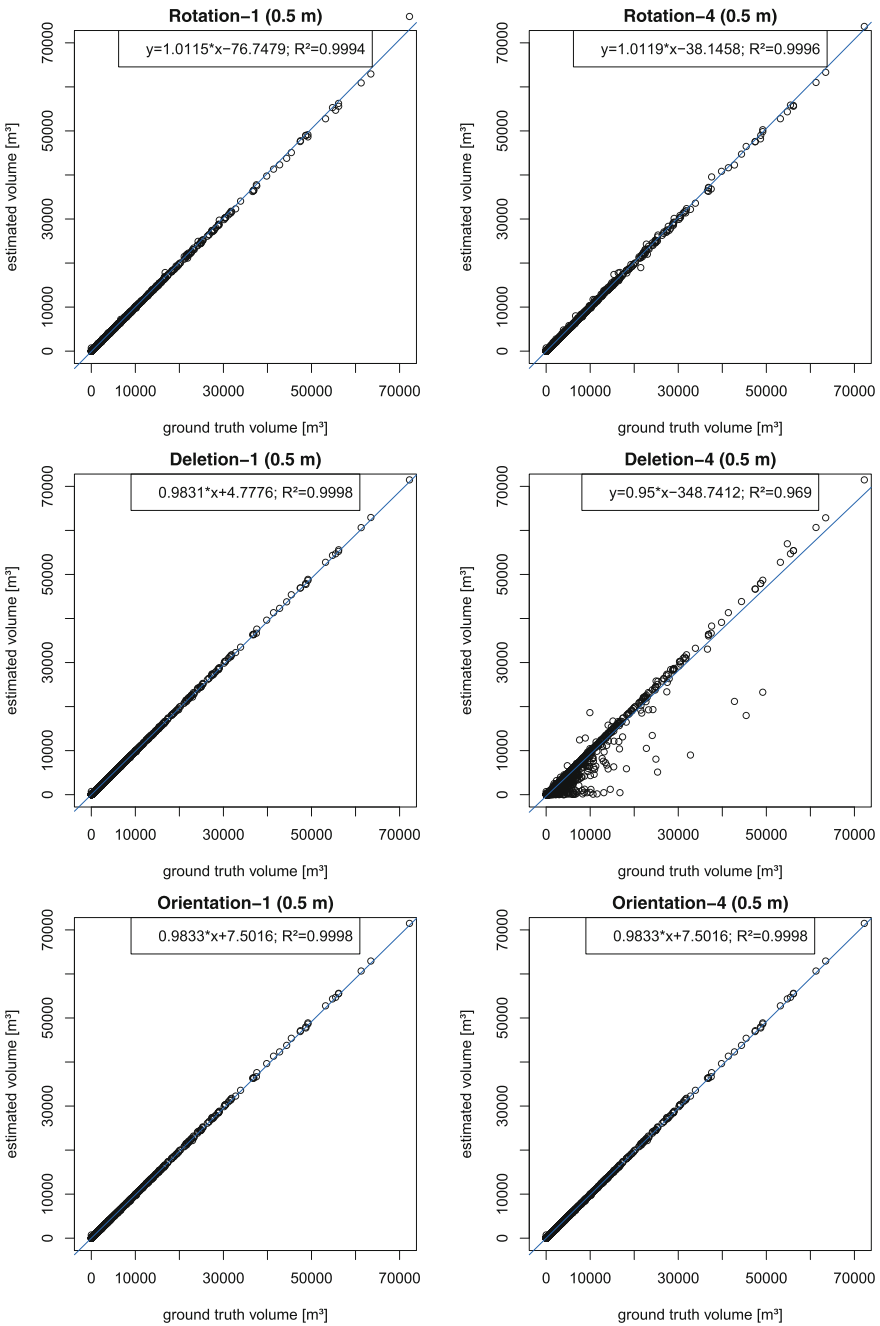 Rotation−1 (0.5 m)
y=1.0115*x−76.7479; R²=0.9994
estimated volume [m³]
0 10000 30000 50000 70000
0 10000 30000 50000 70000
ground truth volume [m³]
Rotation−4 (0.5 m)
y=1.0119*x−38.1458; R²=0.9996
estimated volume [m³]
0 10000 30000 50000 70000
0 10000 30000 50000 70000
ground truth volume [m³]
Deletion−1 (0.5 m)
0.9831*x+4.7776; R²=0.9998
estimated volume [m³]
0 10000 30000 50000 70000
0 10000 30000 50000 70000
ground truth volume [m³]
Deletion−4 (0.5 m)
y=0.95*x−348.7412; R²=0.969
estimated volume [m³]
0 10000 30000 50000 70000
0 10000 30000 50000 70000
ground truth volume [m³]
Orientation−1 (0.5 m)
0.9833*x+7.5016; R²=0.9998
estimated volume [m³]
0 10000 30000 50000 70000
0 10000 30000 50000 70000
ground truth volume [m³]
Orientation−4 (0.5 m)
0.9833*x+7.5016; R²=0.9998
estimated volume [m³]
0 10000 30000 50000 70000
0 10000 30000 50000 70000
ground truth volume [m³]